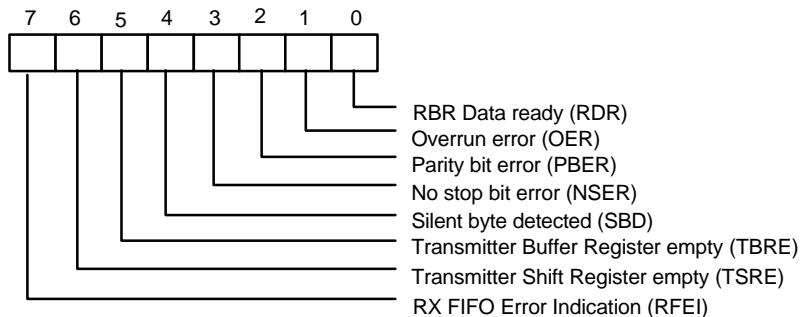 7 6 5 4 3 2 1 0
RBR Data ready (RDR)
Overrun error (OER)
Parity bit error (PBER)
No stop bit error (NSER)
Silent byte detected (SBD)
Transmitter Buffer Register empty (TBRE)
Transmitter Shift Register empty (TSRE)
RX FIFO Error Indication (RFEI)